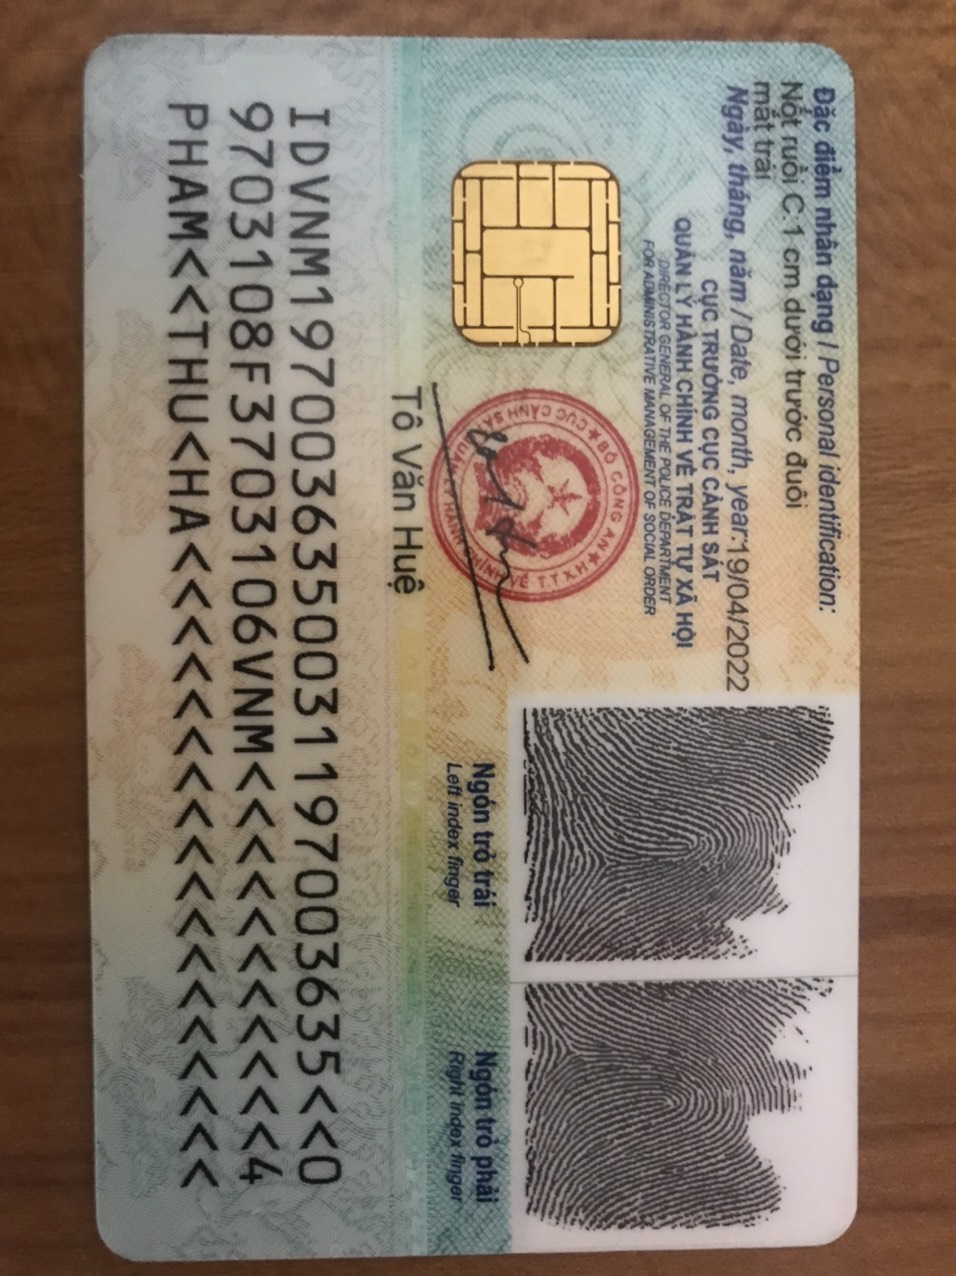 Đặc điểm nhân dạng / Personal identification:
Nốt ruồi C:1 cm dưới trước đuôi
mắt trái
Ngày, tháng, năm / Date, month, year:19/04/2022
CỤC TRƯỞNG CỤC CẢNH SÁT
QUẢN LÝ HÀNH CHÍNH VỀ TRẬT TỰ XÃ HỘI
DIRECTOR GENERAL OF THE POLICE DEPARTMENT
FOR ADMINISTRATIVE MANAGEMENT OF SOCIAL ORDER
BỘ CÔNG AN
CỤC CẢNH SÁT QUẢN LÝ HÀNH CHÍNH VỀ T.T.X.H
Tô Văn Huệ
Ngón trỏ trái
Left index finger
Ngón trỏ phải
Right index finger
IDVNM1970036350031197003635<<0
9703108F3703106VNM<<<<<<<<<<<4
PHAM<<THU<HA<<<<<<<<<<<<<<<<<<